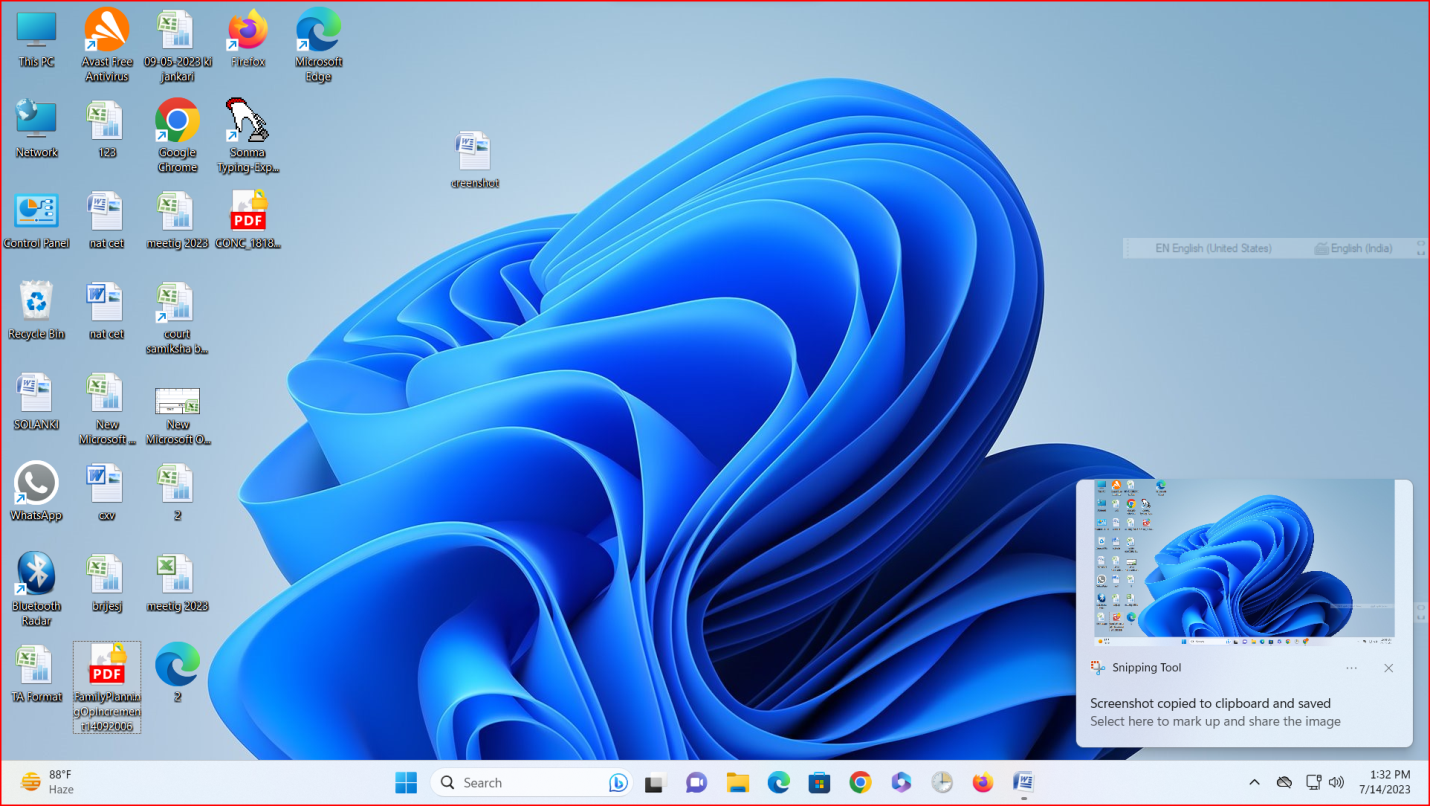 This PC
Avast Free
Antivirus
09-05-2023 ki
jankari
Firefox
Microsoft
Edge
Network
123
Google
Chrome
Sonma
Typing-Exp...
creenshot
Control Panel
nat cet
meetig 2023
PDF
CONC_1818...
EN English (United States)
English (India)
Recycle Bin
nat cet
court
samiksha b...
SOLANKI
New
Microsoft ...
New
Microsoft O...
WhatsApp
cxv
2
Bluetooth
Radar
brijesj
meetig 2023
TA Format
PDF
FamilyPlannin
gOpIncremen
t14092006
2
Snipping Tool
Screenshot copied to clipboard and saved
Select here to mark up and share the image
88°F
Haze
Search
1:32 PM
7/14/2023